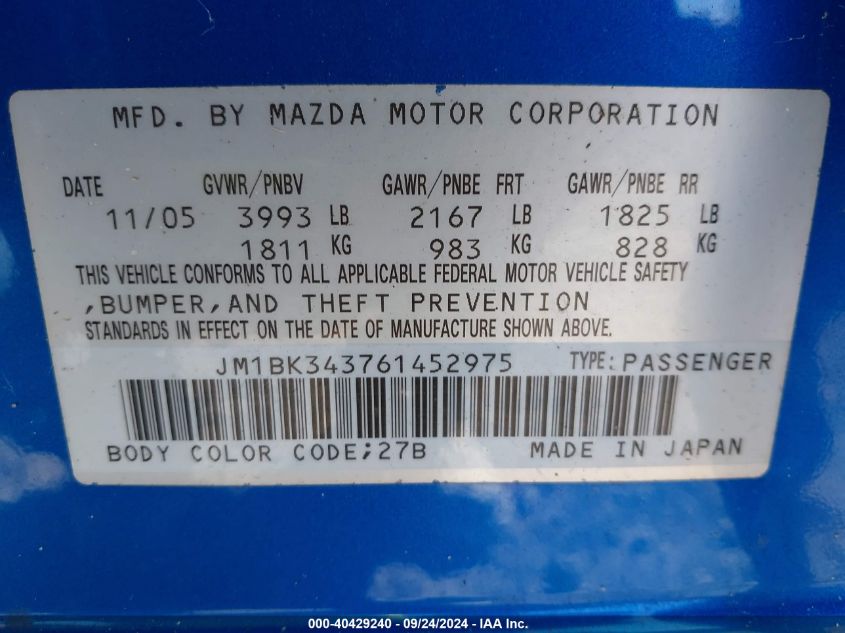 MFD. BY MAZDA MOTOR CORPORATION
DATE GVWR/PNBV GAWR/PNBE FRT GAWR/PNBE RR
11/05 3993 LB 2167 LB 1825 LB
1811 KG 983 KG 828 KG
THIS VEHICLE CONFORMS TO ALL APPLICABLE FEDERAL MOTOR VEHICLE SAFETY
,BUMPER,AND THEFT PREVENTION
STANDARDS IN EFFECT ON THE DATE OF MANUFACTURE SHOWN ABOVE.
JM1BK343761452975 TYPE:PASSENGER
BODY COLOR CODE;27B MADE IN JAPAN
000-40429240 - 09/24/2024 - IAA Inc.